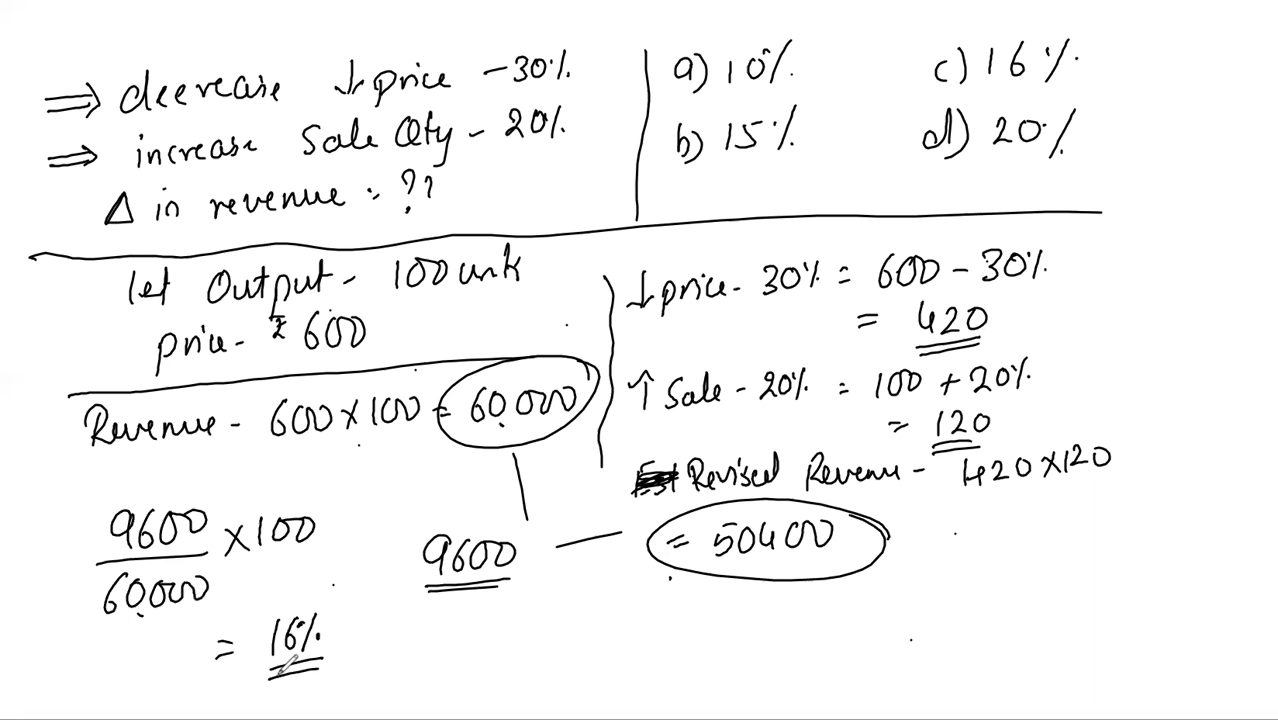 ⇒ decrease ↓ price - 30%
⇒ increase Sale Qty - 20%
Δ in revenue = ??
a) 10%
b) 15%
c) 16%
d) 20%
let Output - 100 unit
price - ₹ 600
Revenue - 600 × 100 = 60,000
↓ price - 30% = 600 - 30%
= 420
↑ Sale - 20% = 100 + 20%
= 120
Revised Revenue - 420 × 120
= 50400
9600
9600
60,000 × 100
= 16%